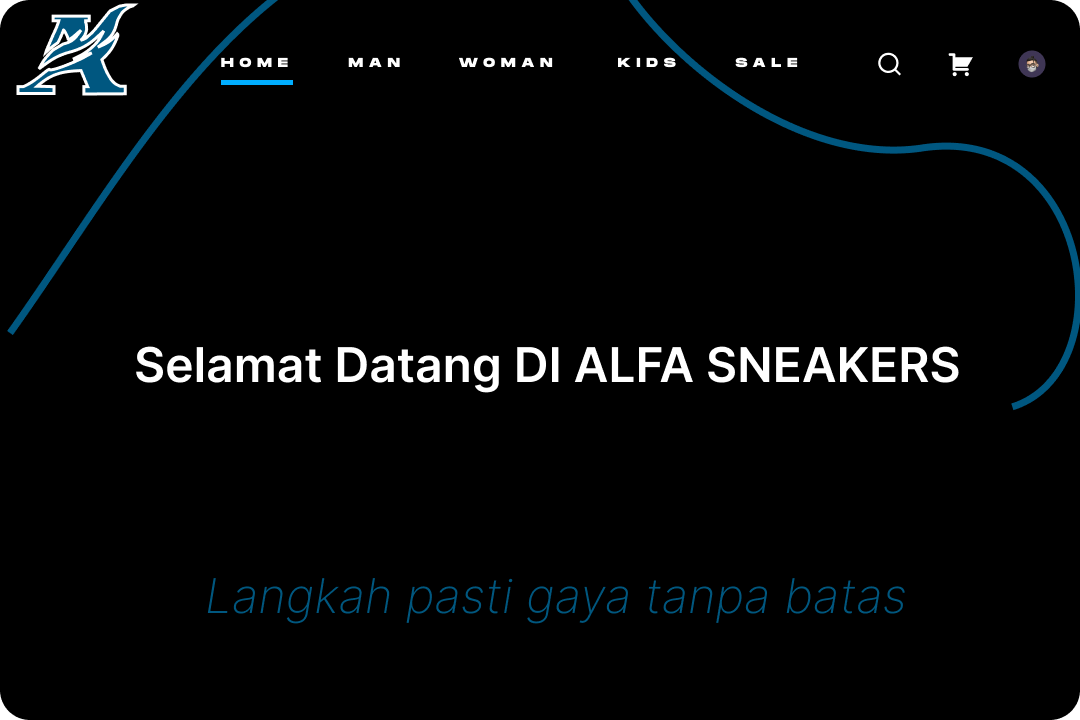 HOME MAN WOMAN KIDS SALE
Selamat Datang DI ALFA SNEAKERS
Langkah pasti gaya tanpa batas